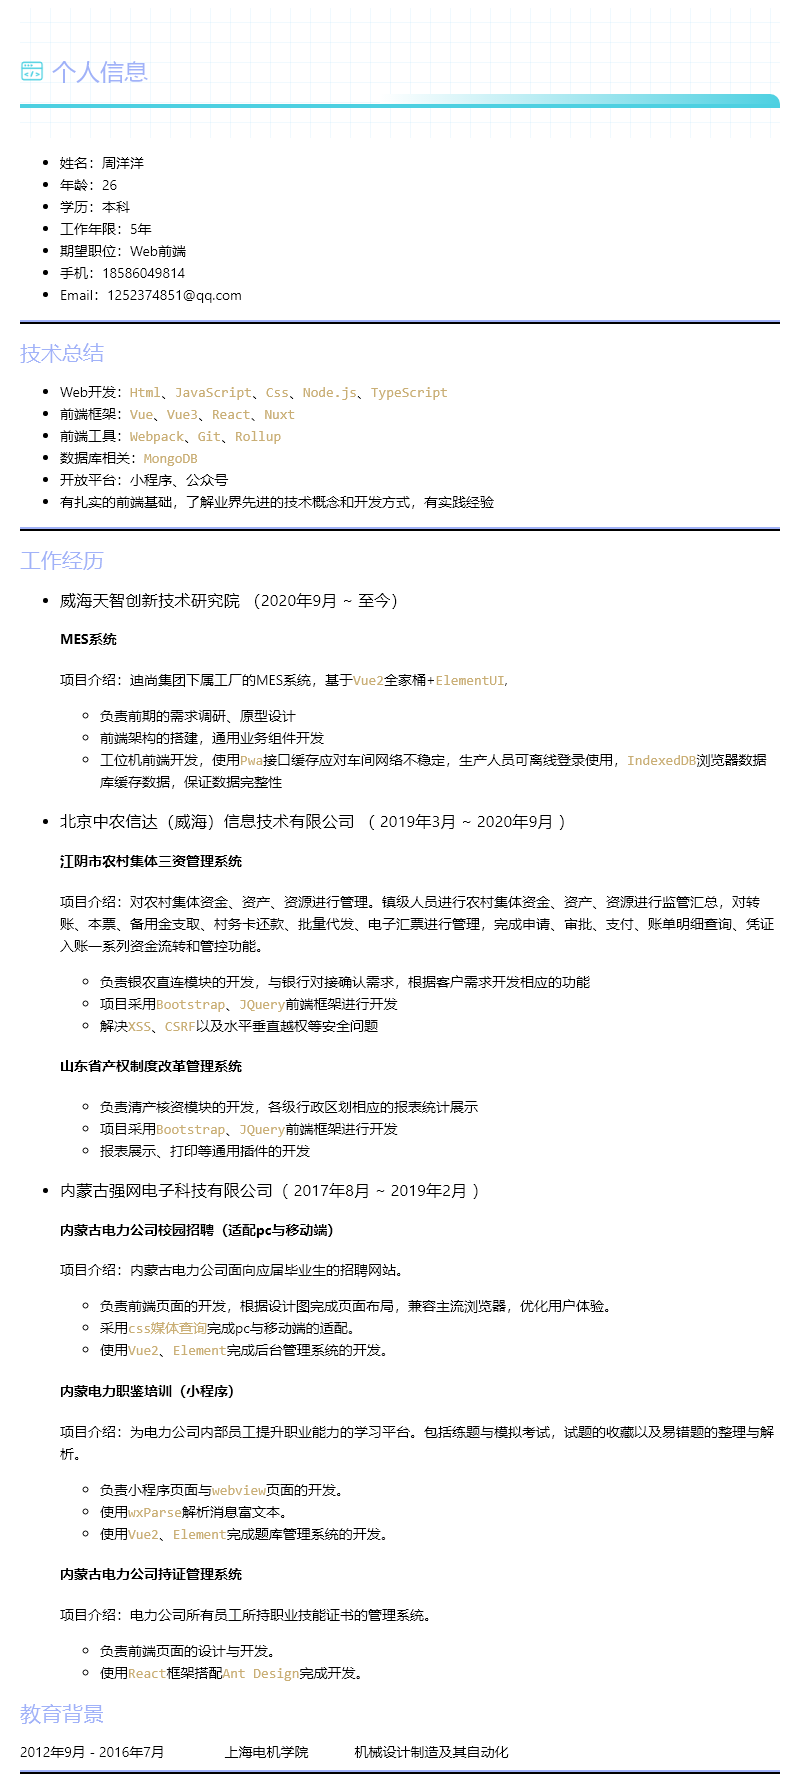 个人信息
姓名：周洋洋
年龄：26
学历：本科
工作年限：5年
期望职位：Web前端
手机：18586049814
Email：1252374851@qq.com
技术总结
Web开发：Html、JavaScript、Css、Node.js、TypeScript
前端框架：Vue、Vue3、React、Nuxt
前端工具：Webpack、Git、Rollup
数据库相关：MongoDB
开放平台：小程序、公众号
有扎实的前端基础，了解业界先进的技术概念和开发方式，有实践经验
工作经历
威海天智创新技术研究院 （2020年9月 ~ 至今）
MES系统
项目介绍：迪尚集团下属工厂的MES系统，基于Vue2全家桶+ElementUI,
负责前期的需求调研、原型设计
前端架构的搭建，通用业务组件开发
工位机前端开发，使用Pwa接口缓存应对车间网络不稳定，生产人员可离线登录使用，IndexedDB浏览器数据
库缓存数据，保证数据完整性
北京中农信达（威海）信息技术有限公司 （ 2019年3月 ~ 2020年9月 ）
江阴市农村集体三资管理系统
项目介绍：对农村集体资金、资产、资源进行管理。镇级人员进行农村集体资金、资产、资源进行监管汇总，对转
账、本票、备用金支取、村务卡还款、批量代发、电子汇票进行管理，完成申请、审批、支付、账单明细查询、凭证
入账一系列资金流转和管控功能。
负责银农直连模块的开发，与银行对接确认需求，根据客户需求开发相应的功能
项目采用Bootstrap、JQuery前端框架进行开发
解决XSS、CSRF以及水平垂直越权等安全问题
山东省产权制度改革管理系统
负责清产核资模块的开发，各级行政区划相应的报表统计展示
项目采用Bootstrap、JQuery前端框架进行开发
报表展示、打印等通用插件的开发
内蒙古强网电子科技有限公司（ 2017年8月 ~ 2019年2月 ）
内蒙古电力公司校园招聘（适配pc与移动端）
项目介绍：内蒙古电力公司面向应届毕业生的招聘网站。
负责前端页面的开发，根据设计图完成页面布局，兼容主流浏览器，优化用户体验。
采用css媒体查询完成pc与移动端的适配。
使用Vue2、Element完成后台管理系统的开发。
内蒙电力职鉴培训（小程序）
项目介绍：为电力公司内部员工提升职业能力的学习平台。包括练题与模拟考试，试题的收藏以及易错题的整理与解
析。
负责小程序页面与webview页面的开发。
使用wxParse解析消息富文本。
使用Vue2、Element完成题库管理系统的开发。
内蒙古电力公司持证管理系统
项目介绍：电力公司所有员工所持职业技能证书的管理系统。
负责前端页面的设计与开发。
使用React框架搭配Ant Design完成开发。
教育背景
2012年9月 - 2016年7月 上海电机学院 机械设计制造及其自动化